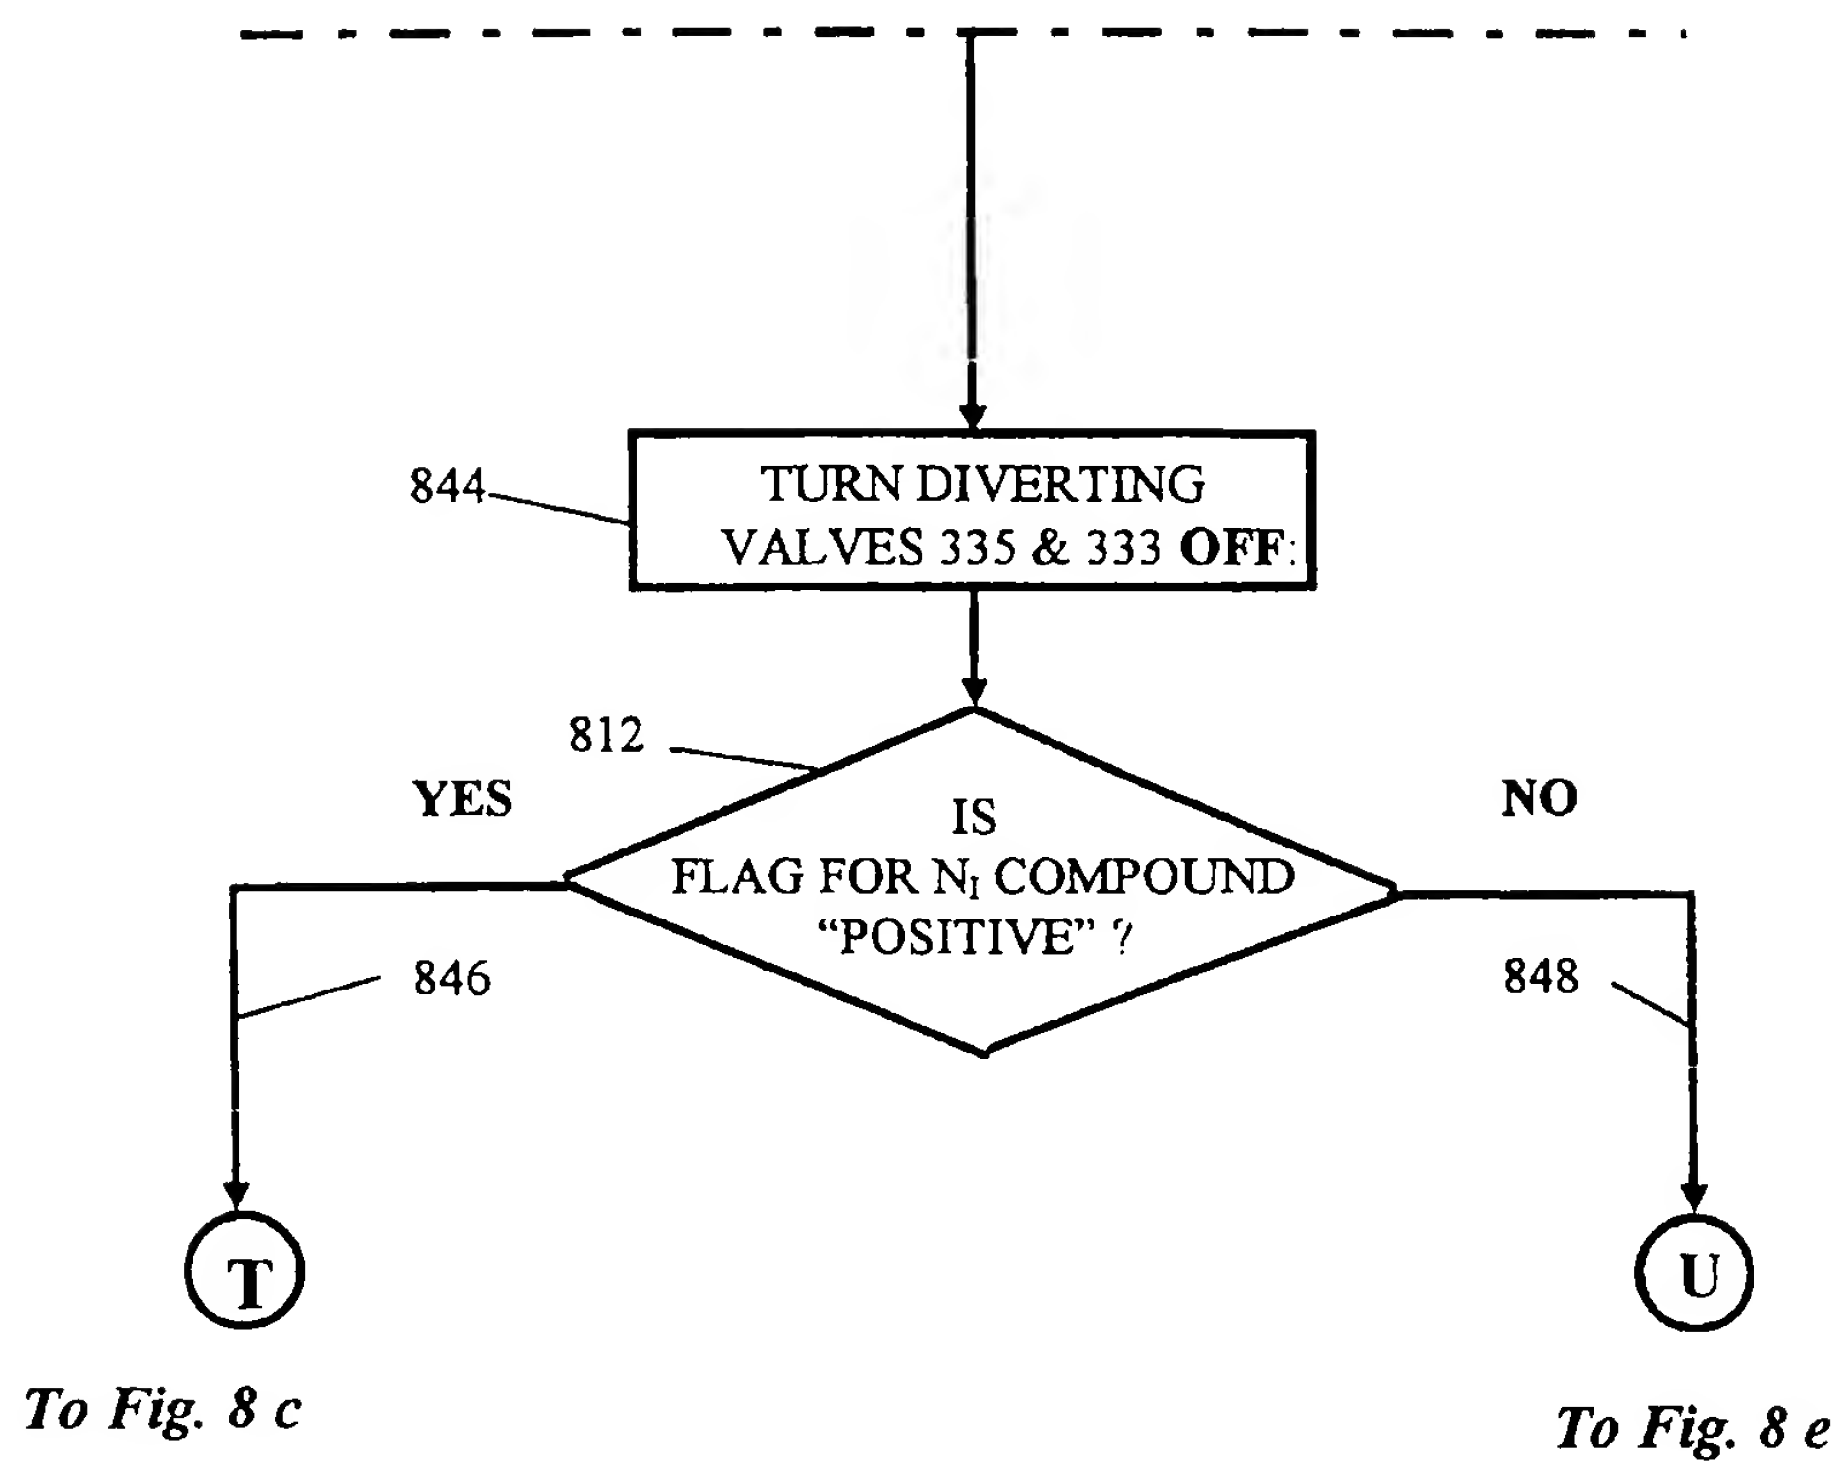 844
TURN DIVERTING
VALVES 335 & 333 OFF:
812
YES
NO
IS
FLAG FOR NI COMPOUND
“POSITIVE” ?
846
848
T
U
To Fig. 8 c
To Fig. 8 e